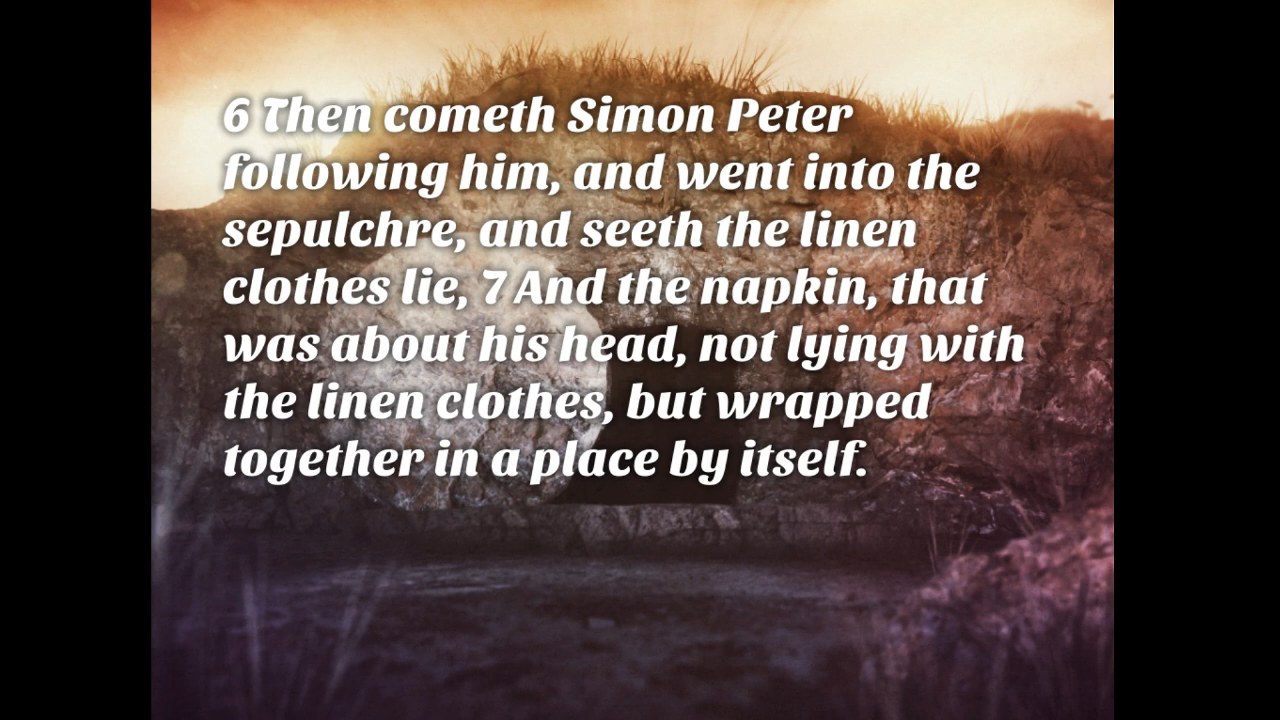 6 Then cometh Simon Peter
following him, and went into the
sepulchre, and seeth the linen
clothes lie, 7 And the napkin, that
was about his head, not lying with
the linen clothes, but wrapped
together in a place by itself.